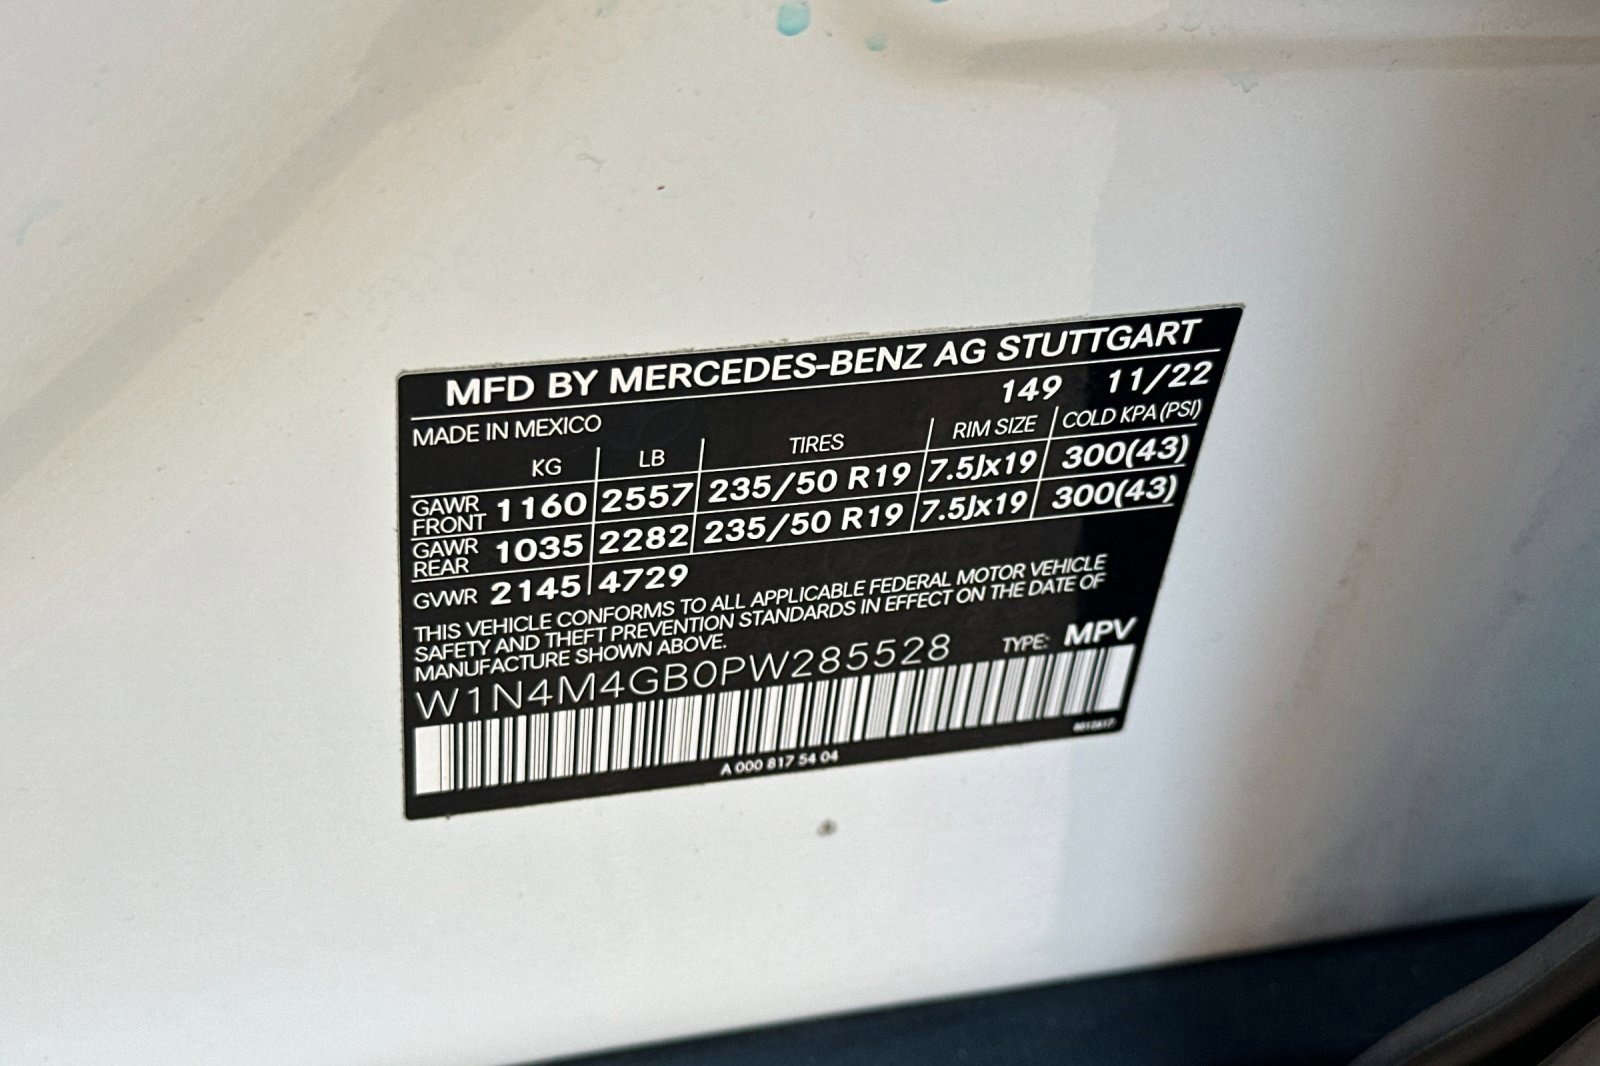 MFD BY MERCEDES-BENZ AG STUTTGART
MADE IN MEXICO 149 11/22
KG LB TIRES RIM SIZE COLD KPA (PSI)
GAWR FRONT 1160 2557 235/50 R19 7.5Jx19 300(43)
GAWR REAR 1035 2282 235/50 R19 7.5Jx19 300(43)
GVWR 2145 4729
THIS VEHICLE CONFORMS TO ALL APPLICABLE FEDERAL MOTOR VEHICLE
SAFETY AND THEFT PREVENTION STANDARDS IN EFFECT ON THE DATE OF
MANUFACTURE SHOWN ABOVE.
W1N4M4GB0PW285528 TYPE: MPV
A 000 817 54 04